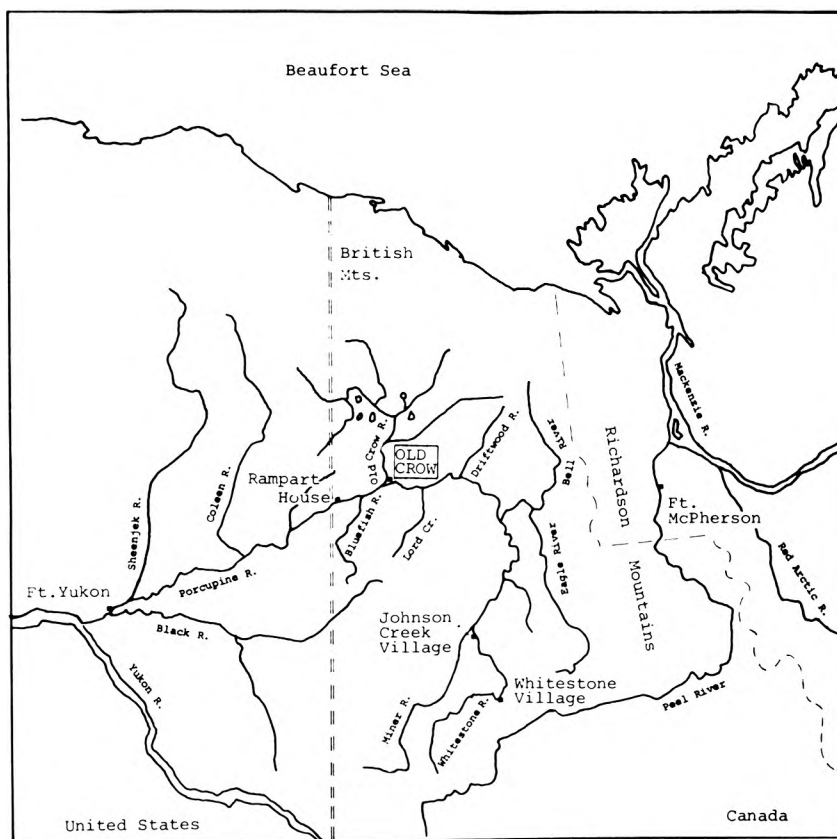 Beaufort Sea
British
Mts.
Mackenzie R.
Richardson
Mountains
Bell
River
Driftwood R.
Old Crow R.
OLD
CROW
Coleen R.
Rampart
House
Sheenjek R.
Bluefish R.
Lord Cr.
Ft.
McPherson
Red Arctic R.
Eagle River
Porcupine R.
Ft.Yukon
Black R.
Johnson
Creek
Village
Yukon R.
Miner R.
Whitestone R.
Whitestone
Village
Peel River
United States
Canada